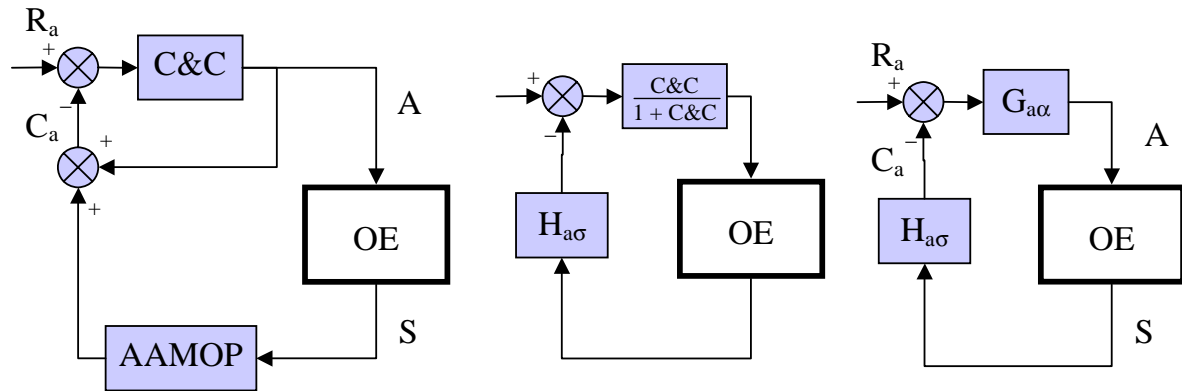 Ra
+
C&C
−
Ca
+
A
+
OE
AAMOP
S
+
C&C
1 + C&C
−
Haσ
OE
Ra
+
Gaα
−
Ca
A
Haσ
OE
S